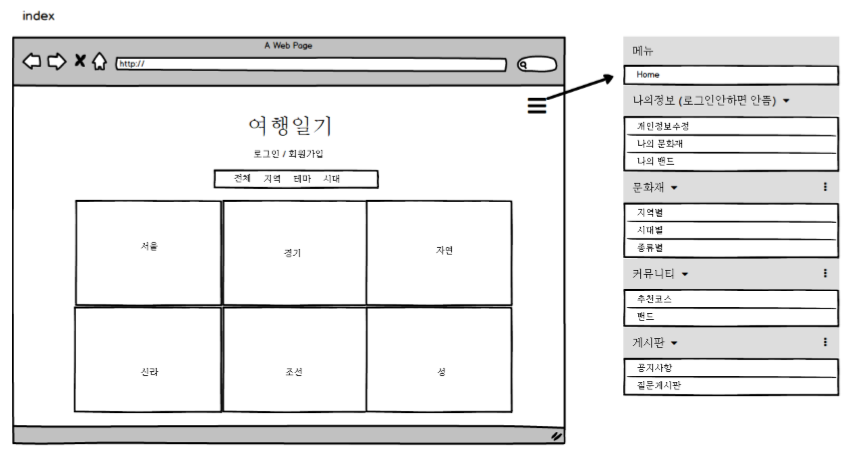 index
A Web Page
http://
여행일기
로그인 / 회원가입
전체 지역 테마 시대
서울 경기 자연
신라 조선 성
메뉴
Home
나의정보 (로그인안하면 안뜸)
개인정보수정
나의 문화재
나의 밴드
문화재
지역별
시대별
종류별
커뮤니티
추천코스
밴드
게시판
공지사항
질문게시판